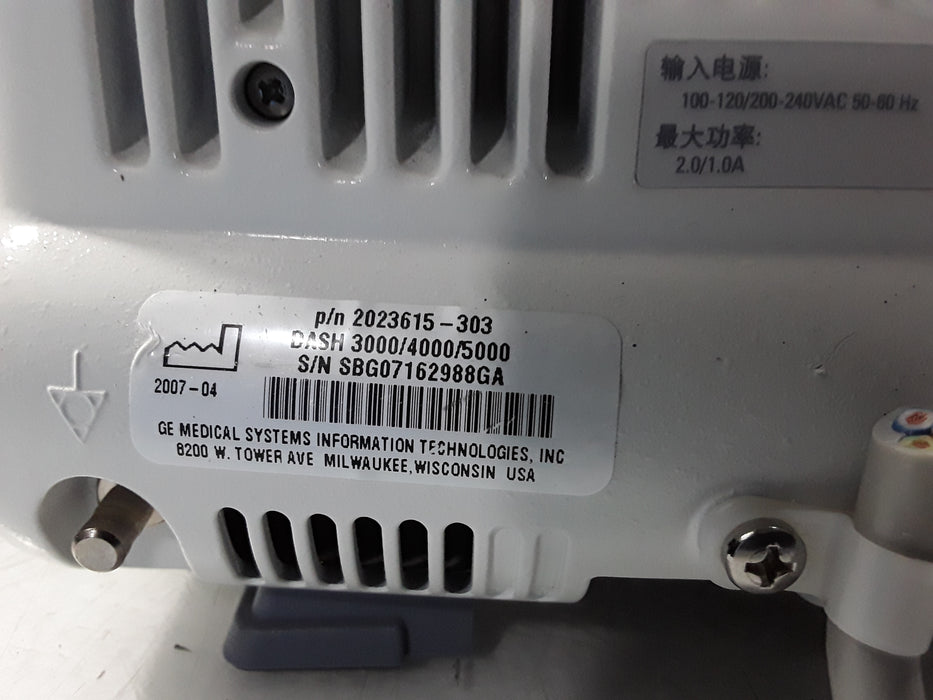 输入电源:
100-120/200-240VAC 50-60 Hz
最大功率:
2.0/1.0A
p/n 2023615-303
DASH 3000/4000/5000
S/N SBG07162988GA
2007-04
GE MEDICAL SYSTEMS INFORMATION TECHNOLOGIES, INC
8200 W. TOWER AVE MILWAUKEE, WISCONSIN USA